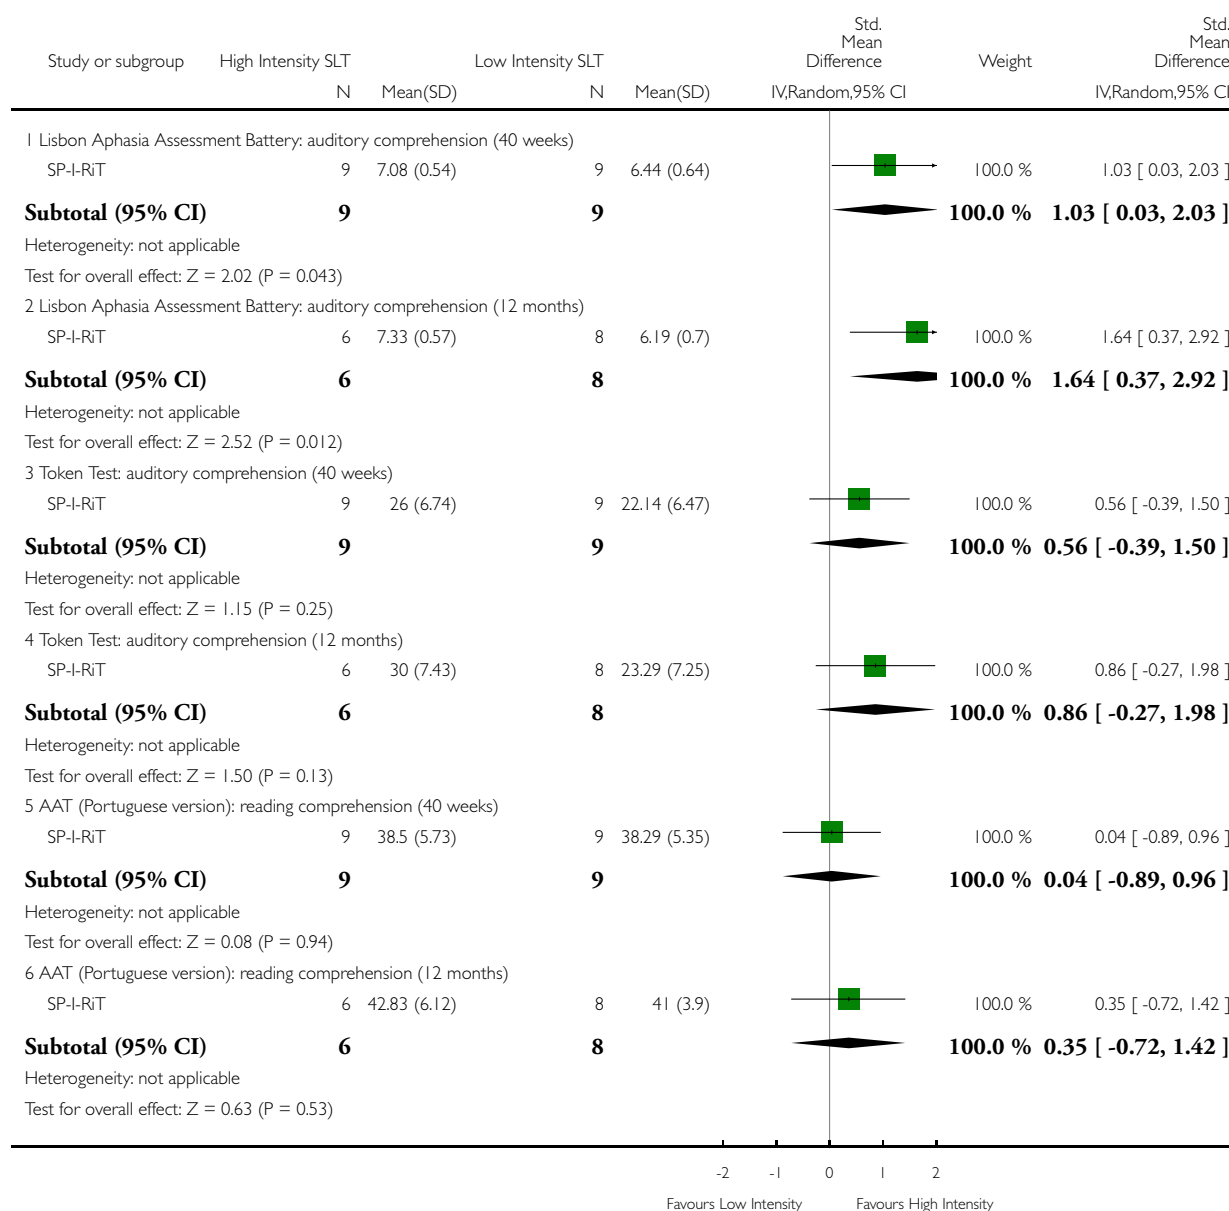 Std. Std.
Mean Mean
Study or subgroup High Intensity SLT Low Intensity SLT Difference Weight Difference
N Mean(SD) N Mean(SD) IV,Random,95% CI IV,Random,95% CI
1 Lisbon Aphasia Assessment Battery: auditory comprehension (40 weeks)
SP-I-RiT 9 7.08 (0.54) 9 6.44 (0.64) 100.0 % 1.03 [ 0.03, 2.03 ]
Subtotal (95% CI) 9 9 100.0 % 1.03 [ 0.03, 2.03 ]
Heterogeneity: not applicable
Test for overall effect: Z = 2.02 (P = 0.043)
2 Lisbon Aphasia Assessment Battery: auditory comprehension (12 months)
SP-I-RiT 6 7.33 (0.57) 8 6.19 (0.7) 100.0 % 1.64 [ 0.37, 2.92 ]
Subtotal (95% CI) 6 8 100.0 % 1.64 [ 0.37, 2.92 ]
Heterogeneity: not applicable
Test for overall effect: Z = 2.52 (P = 0.012)
3 Token Test: auditory comprehension (40 weeks)
SP-I-RiT 9 26 (6.74) 9 22.14 (6.47) 100.0 % 0.56 [ -0.39, 1.50 ]
Subtotal (95% CI) 9 9 100.0 % 0.56 [ -0.39, 1.50 ]
Heterogeneity: not applicable
Test for overall effect: Z = 1.15 (P = 0.25)
4 Token Test: auditory comprehension (12 months)
SP-I-RiT 6 30 (7.43) 8 23.29 (7.25) 100.0 % 0.86 [ -0.27, 1.98 ]
Subtotal (95% CI) 6 8 100.0 % 0.86 [ -0.27, 1.98 ]
Heterogeneity: not applicable
Test for overall effect: Z = 1.50 (P = 0.13)
5 AAT (Portuguese version): reading comprehension (40 weeks)
SP-I-RiT 9 38.5 (5.73) 9 38.29 (5.35) 100.0 % 0.04 [ -0.89, 0.96 ]
Subtotal (95% CI) 9 9 100.0 % 0.04 [ -0.89, 0.96 ]
Heterogeneity: not applicable
Test for overall effect: Z = 0.08 (P = 0.94)
6 AAT (Portuguese version): reading comprehension (12 months)
SP-I-RiT 6 42.83 (6.12) 8 41 (3.9) 100.0 % 0.35 [ -0.72, 1.42 ]
Subtotal (95% CI) 6 8 100.0 % 0.35 [ -0.72, 1.42 ]
Heterogeneity: not applicable
Test for overall effect: Z = 0.63 (P = 0.53)
-2 -1 0 1 2
Favours Low Intensity Favours High Intensity